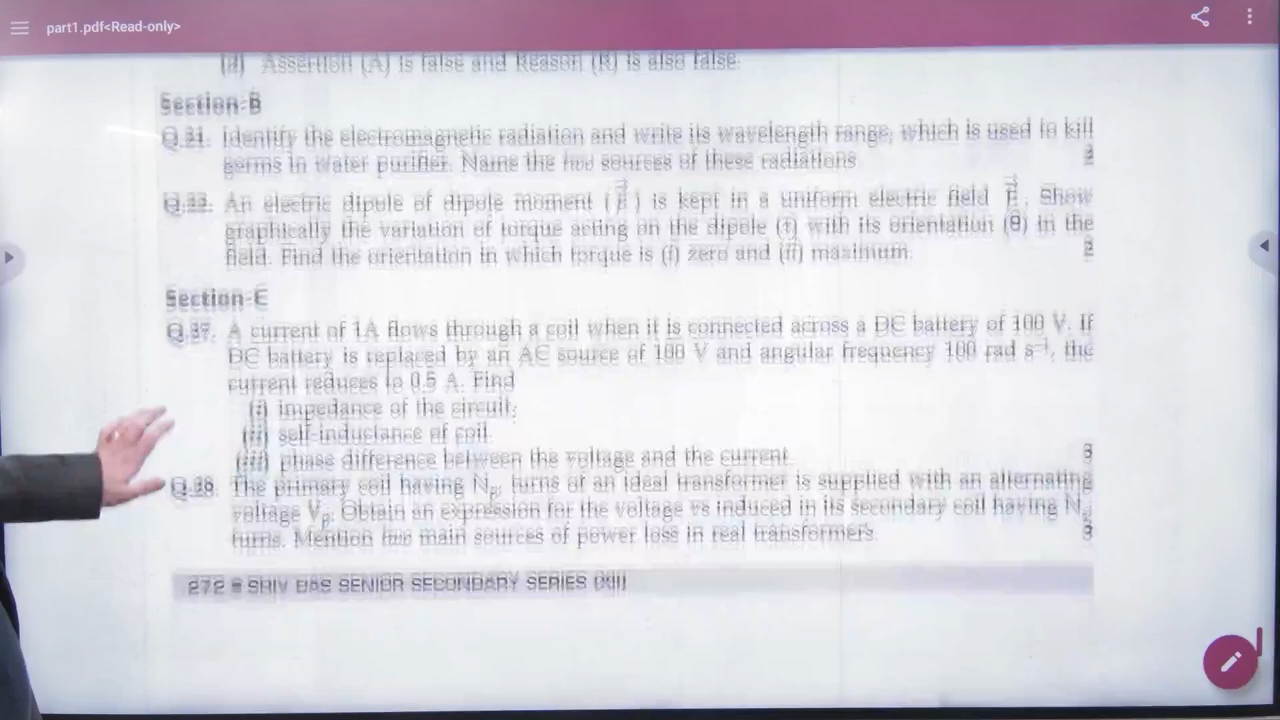 part1.pdf<Read-only>
(d) Assertion (A) is false and Reason (R) is also false.
Section-B
Q.21. Identify the electromagnetic radiation and write its wavelength range, which is used to kill
germs in water purifier. Name the two sources of these radiations 2
Q.22. An electric dipole of dipole moment (p⃗) is kept in a uniform electric field E⃗. Show
graphically the variation of torque acting on the dipole (τ) with its orientation (θ) in the
field. Find the orientation in which torque is (i) zero and (ii) maximum. 2
Section-C
Q.27. A current of 1A flows through a coil when it is connected across a DC battery of 100 V. If
DC battery is replaced by an AC source of 100 V and angular frequency 100 rad s⁻¹, the
current reduces to 0.5 A. Find
(i) impedance of the circuit;
(ii) self-inductance of coil.
(iii) phase difference between the voltage and the current. 3
Q.28. The primary coil having Nₚ turns of an ideal transformer is supplied with an alternating
voltage Vₚ. Obtain an expression for the voltage vs induced in its secondary coil having Nₛ
turns. Mention two main sources of power loss in real transformers. 3
272 ■ SHIV DAS SENIOR SECONDARY SERIES (XII)